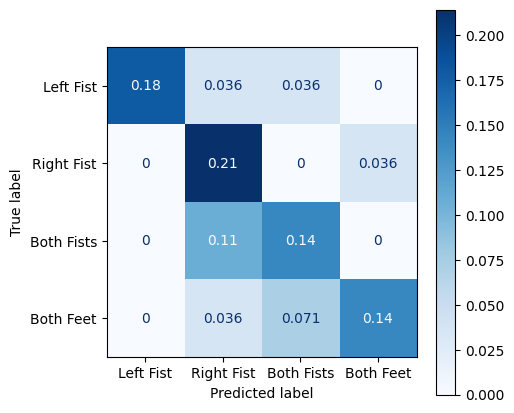 Left Fist 0.18 0.036 0.036 0
Right Fist 0 0.21 0 0.036
Both Fists 0 0.11 0.14 0
Both Feet 0 0.036 0.071 0.14
Left Fist Right Fist Both Fists Both Feet
Predicted label
True label
0.200
0.175
0.150
0.125
0.100
0.075
0.050
0.025
0.000